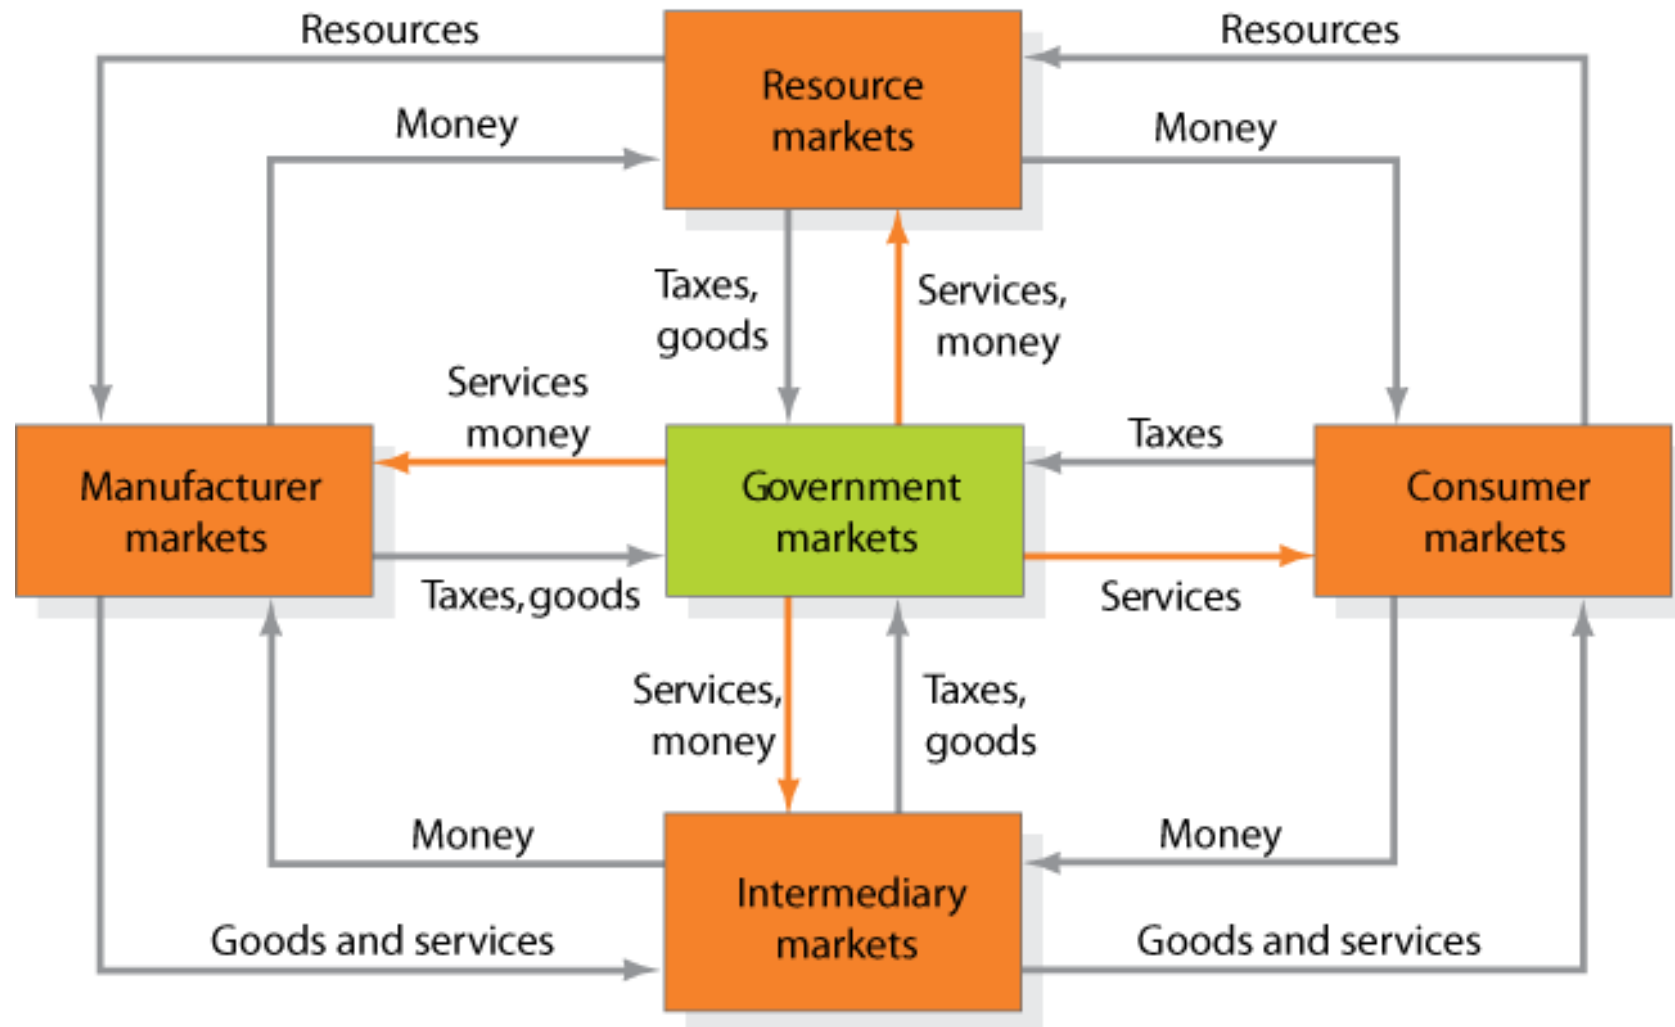 Resources
Resources
Resource
markets
Money
Money
Taxes,
goods
Services,
money
Services
money
Taxes
Manufacturer
markets
Government
markets
Consumer
markets
Taxes, goods
Services
Services,
money
Taxes,
goods
Money
Money
Intermediary
markets
Goods and services
Goods and services